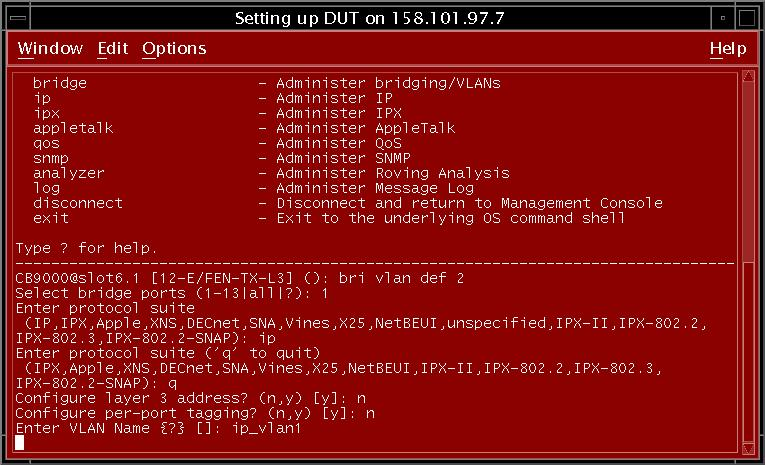 Setting up DUT on 158.101.97.7
Window Edit Options Help
bridge - Administer bridging/VLANs
ip - Administer IP
ipx - Administer IPX
appletalk - Administer AppleTalk
qos - Administer QoS
snmp - Administer SNMP
analyzer - Administer Roving Analysis
log - Administer Message Log
disconnect - Disconnect and return to Management Console
exit - Exit to the underlying OS command shell
Type ? for help.
--------------------------------------------------------------------------------
CB9000@slot6.1 [12-E/FEN-TX-L3] (): bri vlan def 2
Select bridge ports (1-13|all|?): 1
Enter protocol suite
(IP,IPX,Apple,XNS,DECnet,SNA,Vines,X25,NetBEUI,unspecified,IPX-II,IPX-802.2,
IPX-802.3,IPX-802.2-SNAP): ip
Enter protocol suite ('q' to quit)
(IPX,Apple,XNS,DECnet,SNA,Vines,X25,NetBEUI,IPX-II,IPX-802.2,IPX-802.3,
IPX-802.2-SNAP): q
Configure layer 3 address? (n,y) [y]: n
Configure per-port tagging? (n,y) [y]: n
Enter VLAN Name {?} []: ip_vlan1